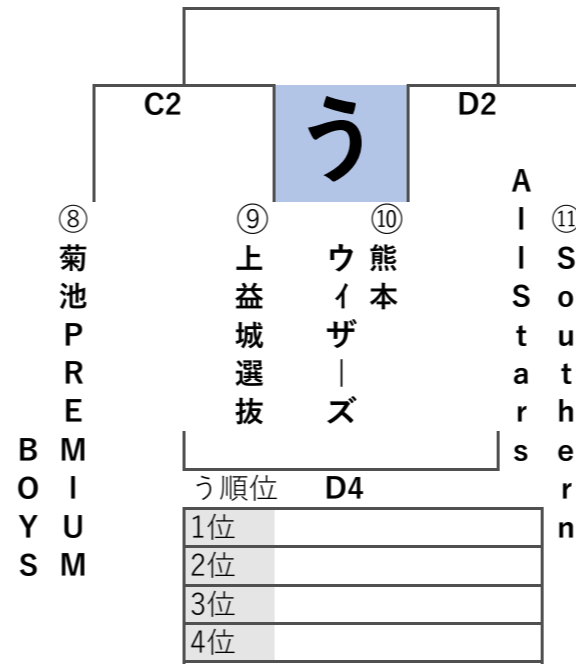 C2
う
D2
⑧
菊池PREMIUM
BOYS
⑨
上益城選抜
⑩
熊本
ウィザーズ
⑪
Southern
AllStars
う順位 D4
1位
2位
3位
4位